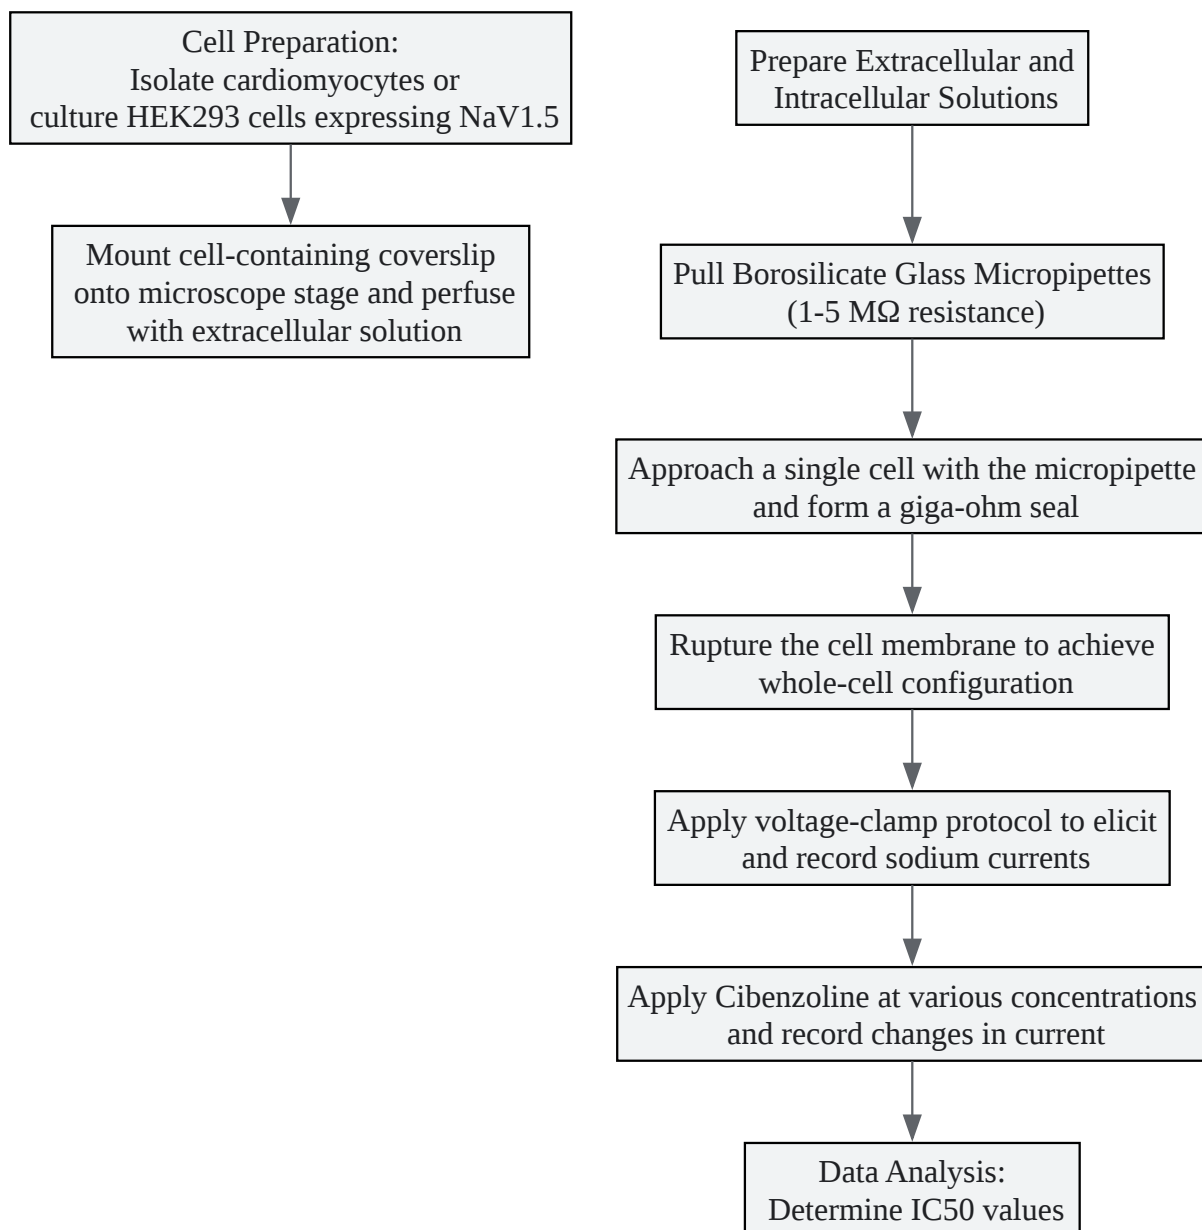 Cell Preparation:
Isolate cardiomyocytes or
culture HEK293 cells expressing NaV1.5
Mount cell-containing coverslip
onto microscope stage and perfuse
with extracellular solution
Prepare Extracellular and
Intracellular Solutions
Pull Borosilicate Glass Micropipettes
(1-5 MΩ resistance)
Approach a single cell with the micropipette
and form a giga-ohm seal
Rupture the cell membrane to achieve
whole-cell configuration
Apply voltage-clamp protocol to elicit
and record sodium currents
Apply Cibenzoline at various concentrations
and record changes in current
Data Analysis:
Determine IC50 values